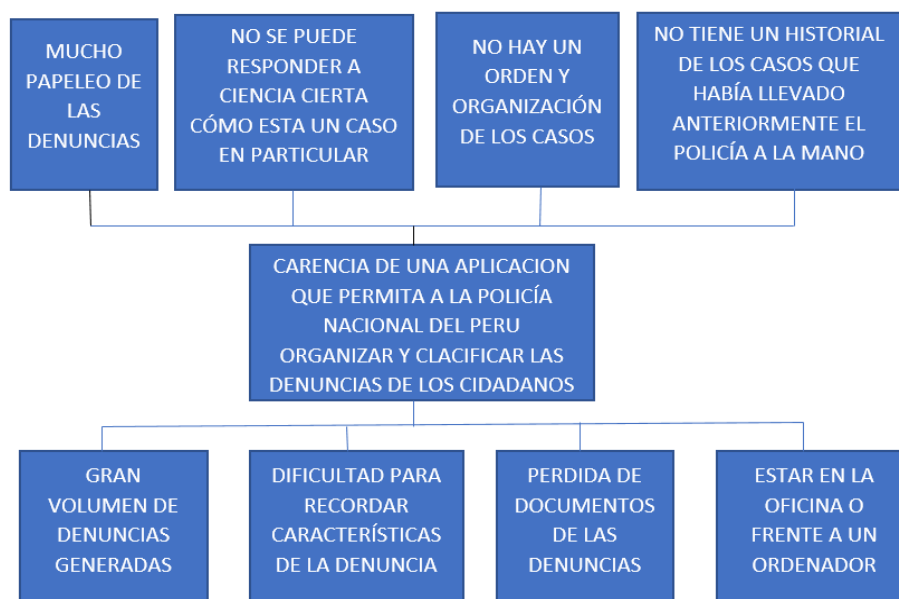 MUCHO
PAPELEO DE
LAS
DENUNCIAS
NO SE PUEDE
RESPONDER A
CIENCIA CIERTA
CÓMO ESTA UN CASO
EN PARTICULAR
NO HAY UN
ORDEN Y
ORGANIZACIÓN
DE LOS CASOS
NO TIENE UN HISTORIAL
DE LOS CASOS QUE
HABÍA LLEVADO
ANTERIORMENTE EL
POLICÍA A LA MANO
CARENCIA DE UNA APLICACION
QUE PERMITA A LA POLICÍA
NACIONAL DEL PERU
ORGANIZAR Y CLACIFICAR LAS
DENUNCIAS DE LOS CIDADANOS
GRAN
VOLUMEN DE
DENUNCIAS
GENERADAS
DIFICULTAD PARA
RECORDAR
CARACTERÍSTICAS
DE LA DENUNCIA
PERDIDA DE
DOCUMENTOS
DE LAS
DENUNCIAS
ESTAR EN LA
OFICINA O
FRENTE A UN
ORDENADOR